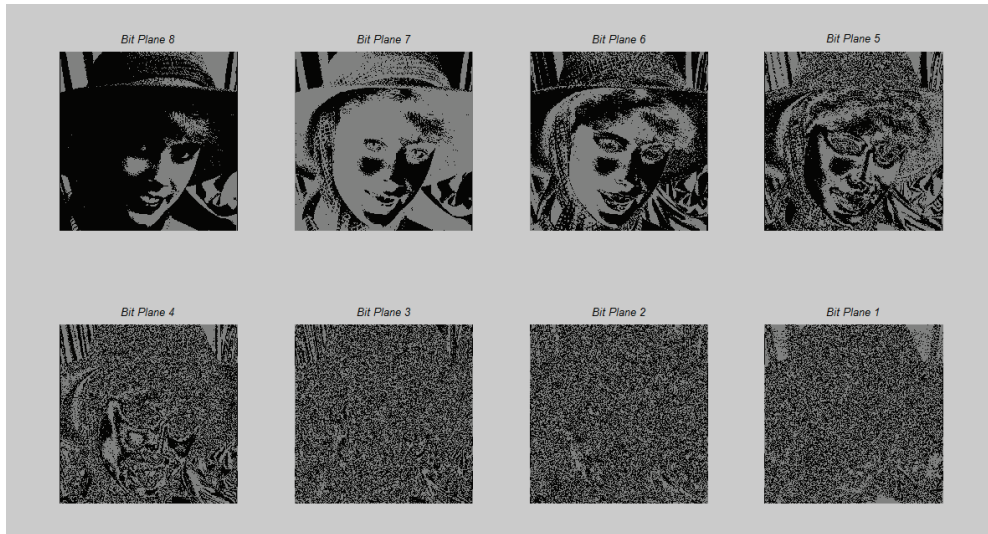 Bit Plane 8
Bit Plane 7
Bit Plane 6
Bit Plane 5
Bit Plane 4
Bit Plane 3
Bit Plane 2
Bit Plane 1